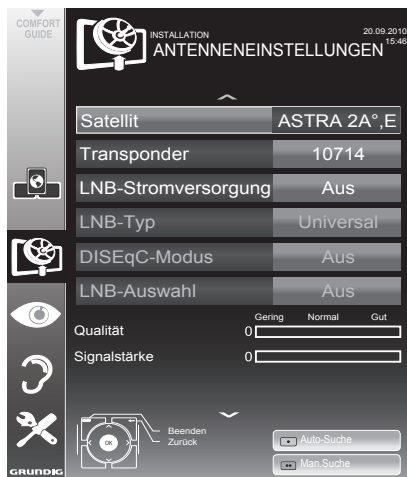 COMFORT
GUIDE
INSTALLATION
20.09.2010
ANTENNENEINSTELLUNGEN
15:46
Satellit ASTRA 2A°,E
Transponder 10714
LNB-Stromversorgung Aus
LNB-Typ Universal
DISEqC-Modus Aus
LNB-Auswahl Aus
Gering Normal Gut
Qualität 0
Signalstärke 0
Beenden
Zurück
OK
Auto-Suche
Man.Suche
GRUNDIG